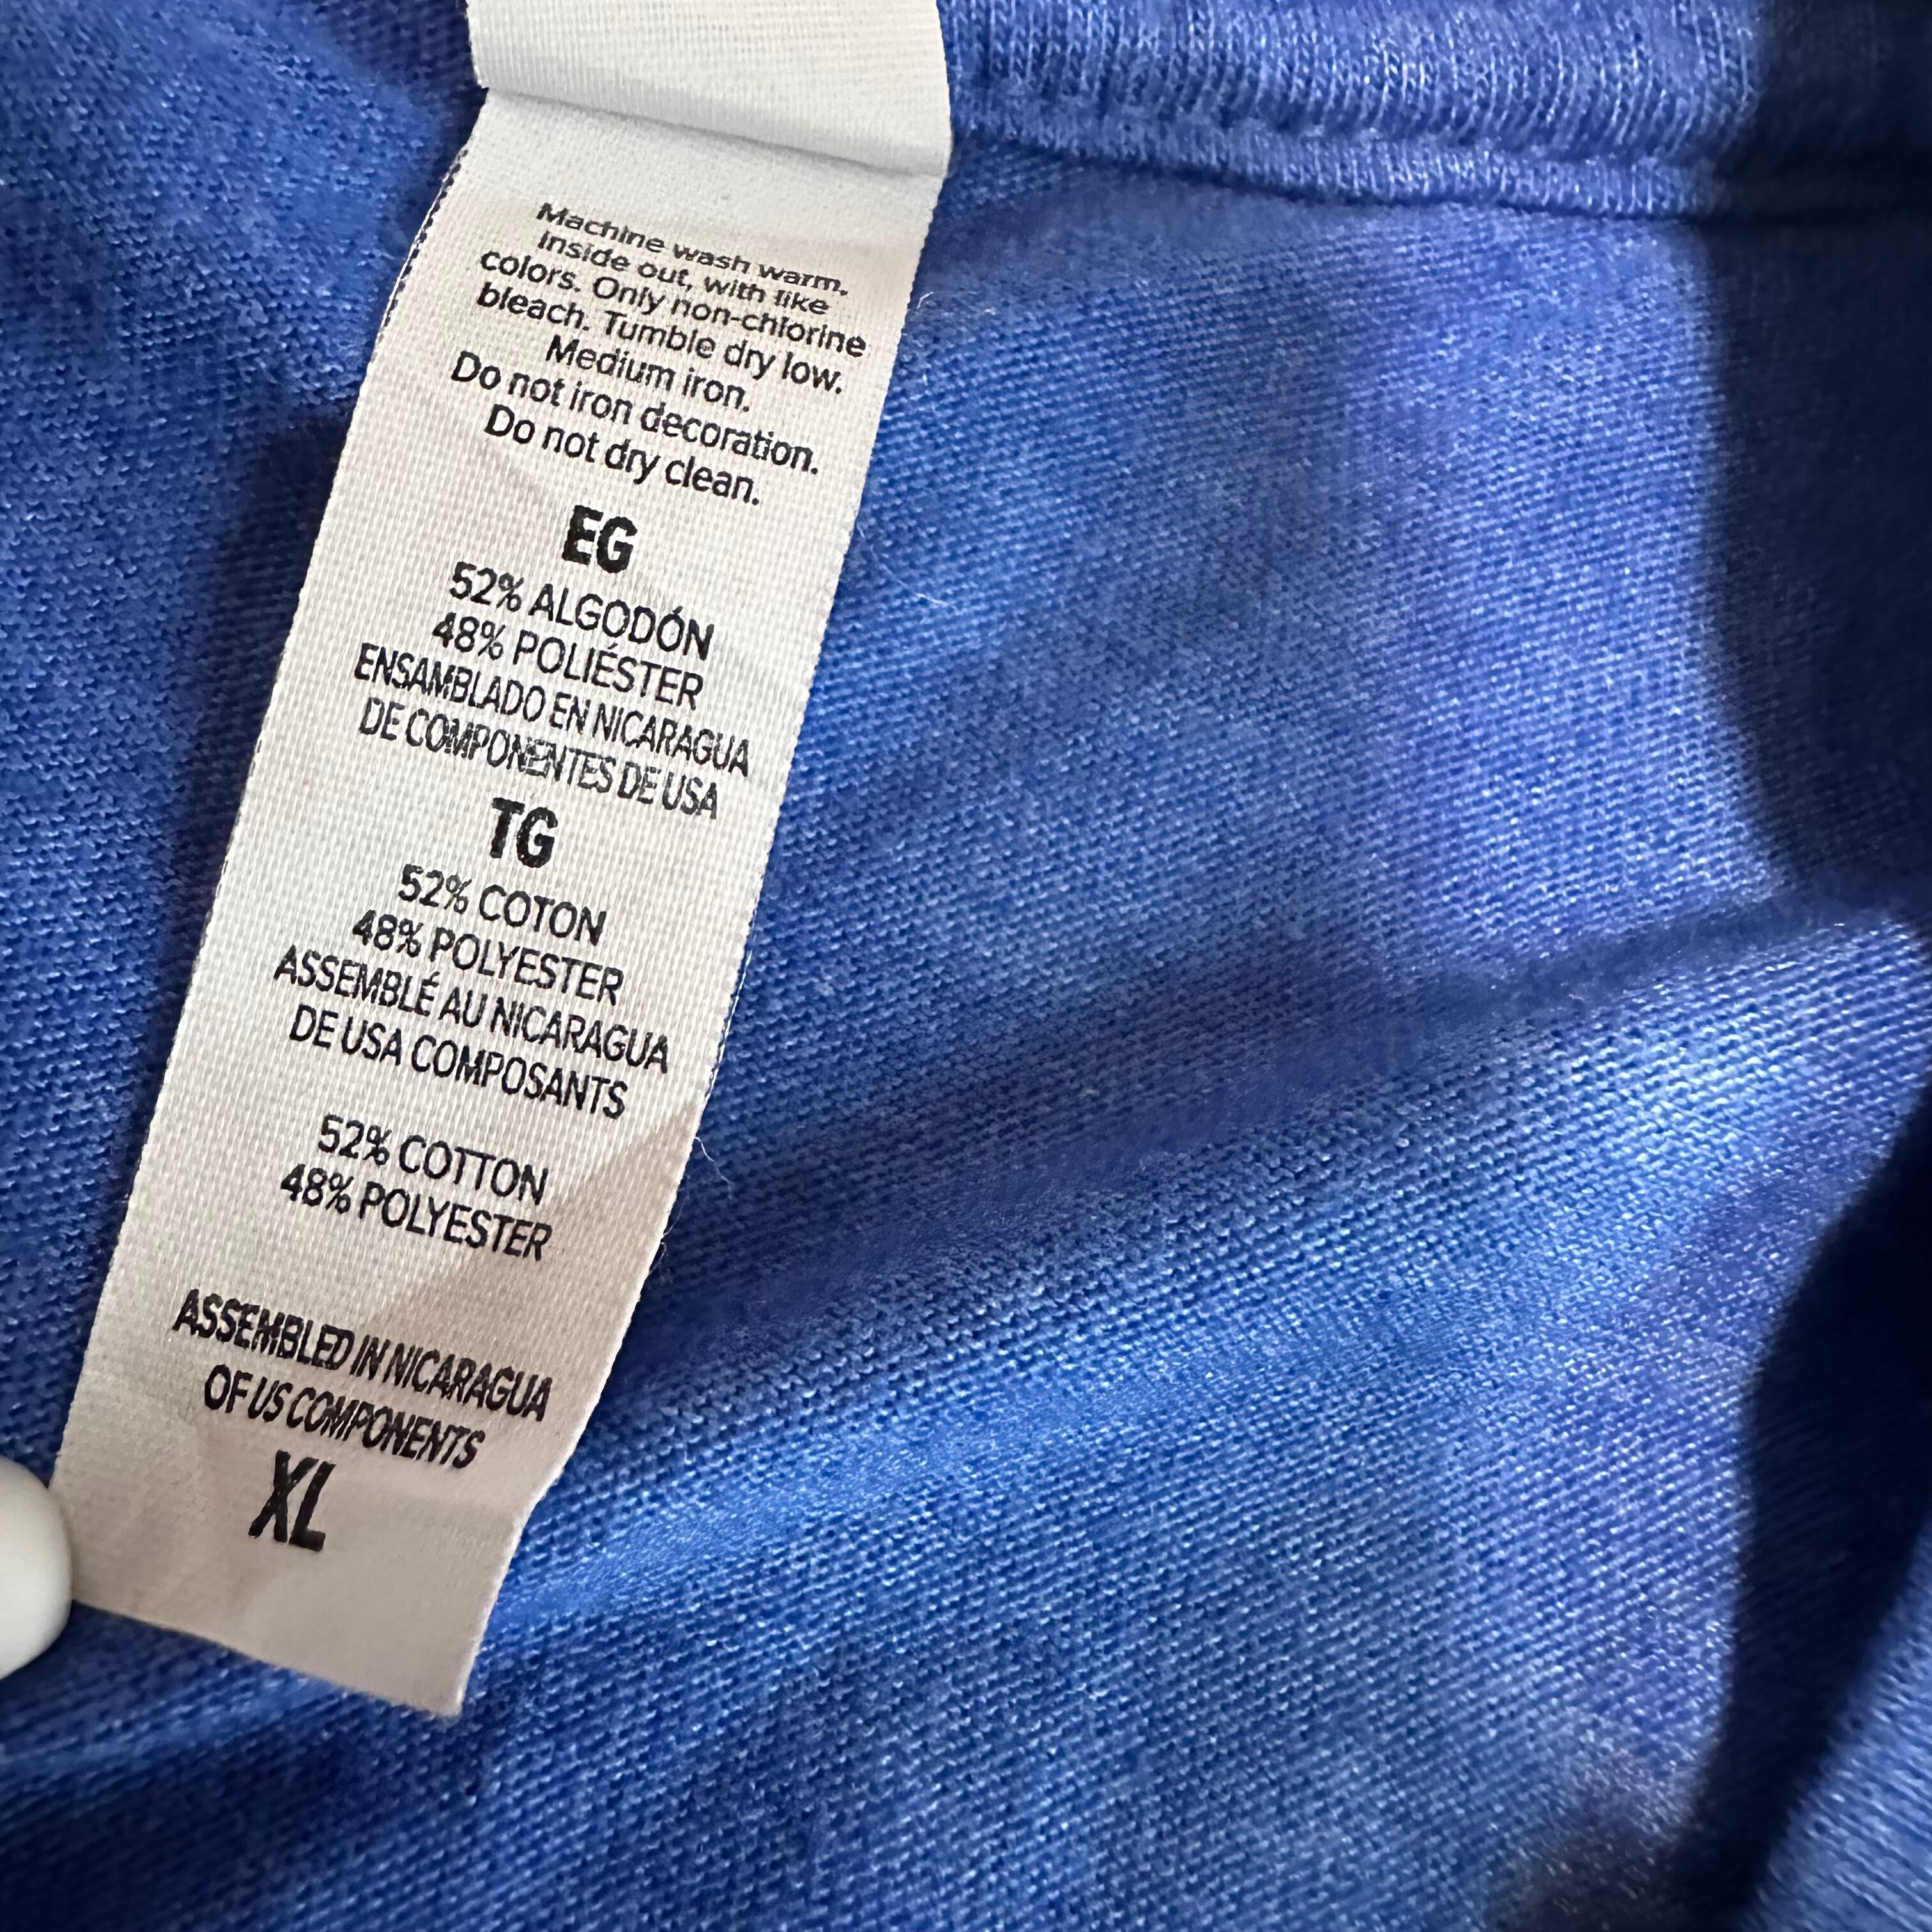 Machine wash warm,
inside out, with like
colors. Only non-chlorine
bleach. Tumble dry low.
Medium iron.
Do not iron decoration.
Do not dry clean.
EG
52% ALGODÓN
48% POLIÉSTER
ENSAMBLADO EN NICARAGUA
DE COMPONENTES DE USA
TG
52% COTON
48% POLYESTER
ASSEMBLÉ AU NICARAGUA
DE USA COMPOSANTS
52% COTTON
48% POLYESTER
ASSEMBLED IN NICARAGUA
OF US COMPONENTS
XL